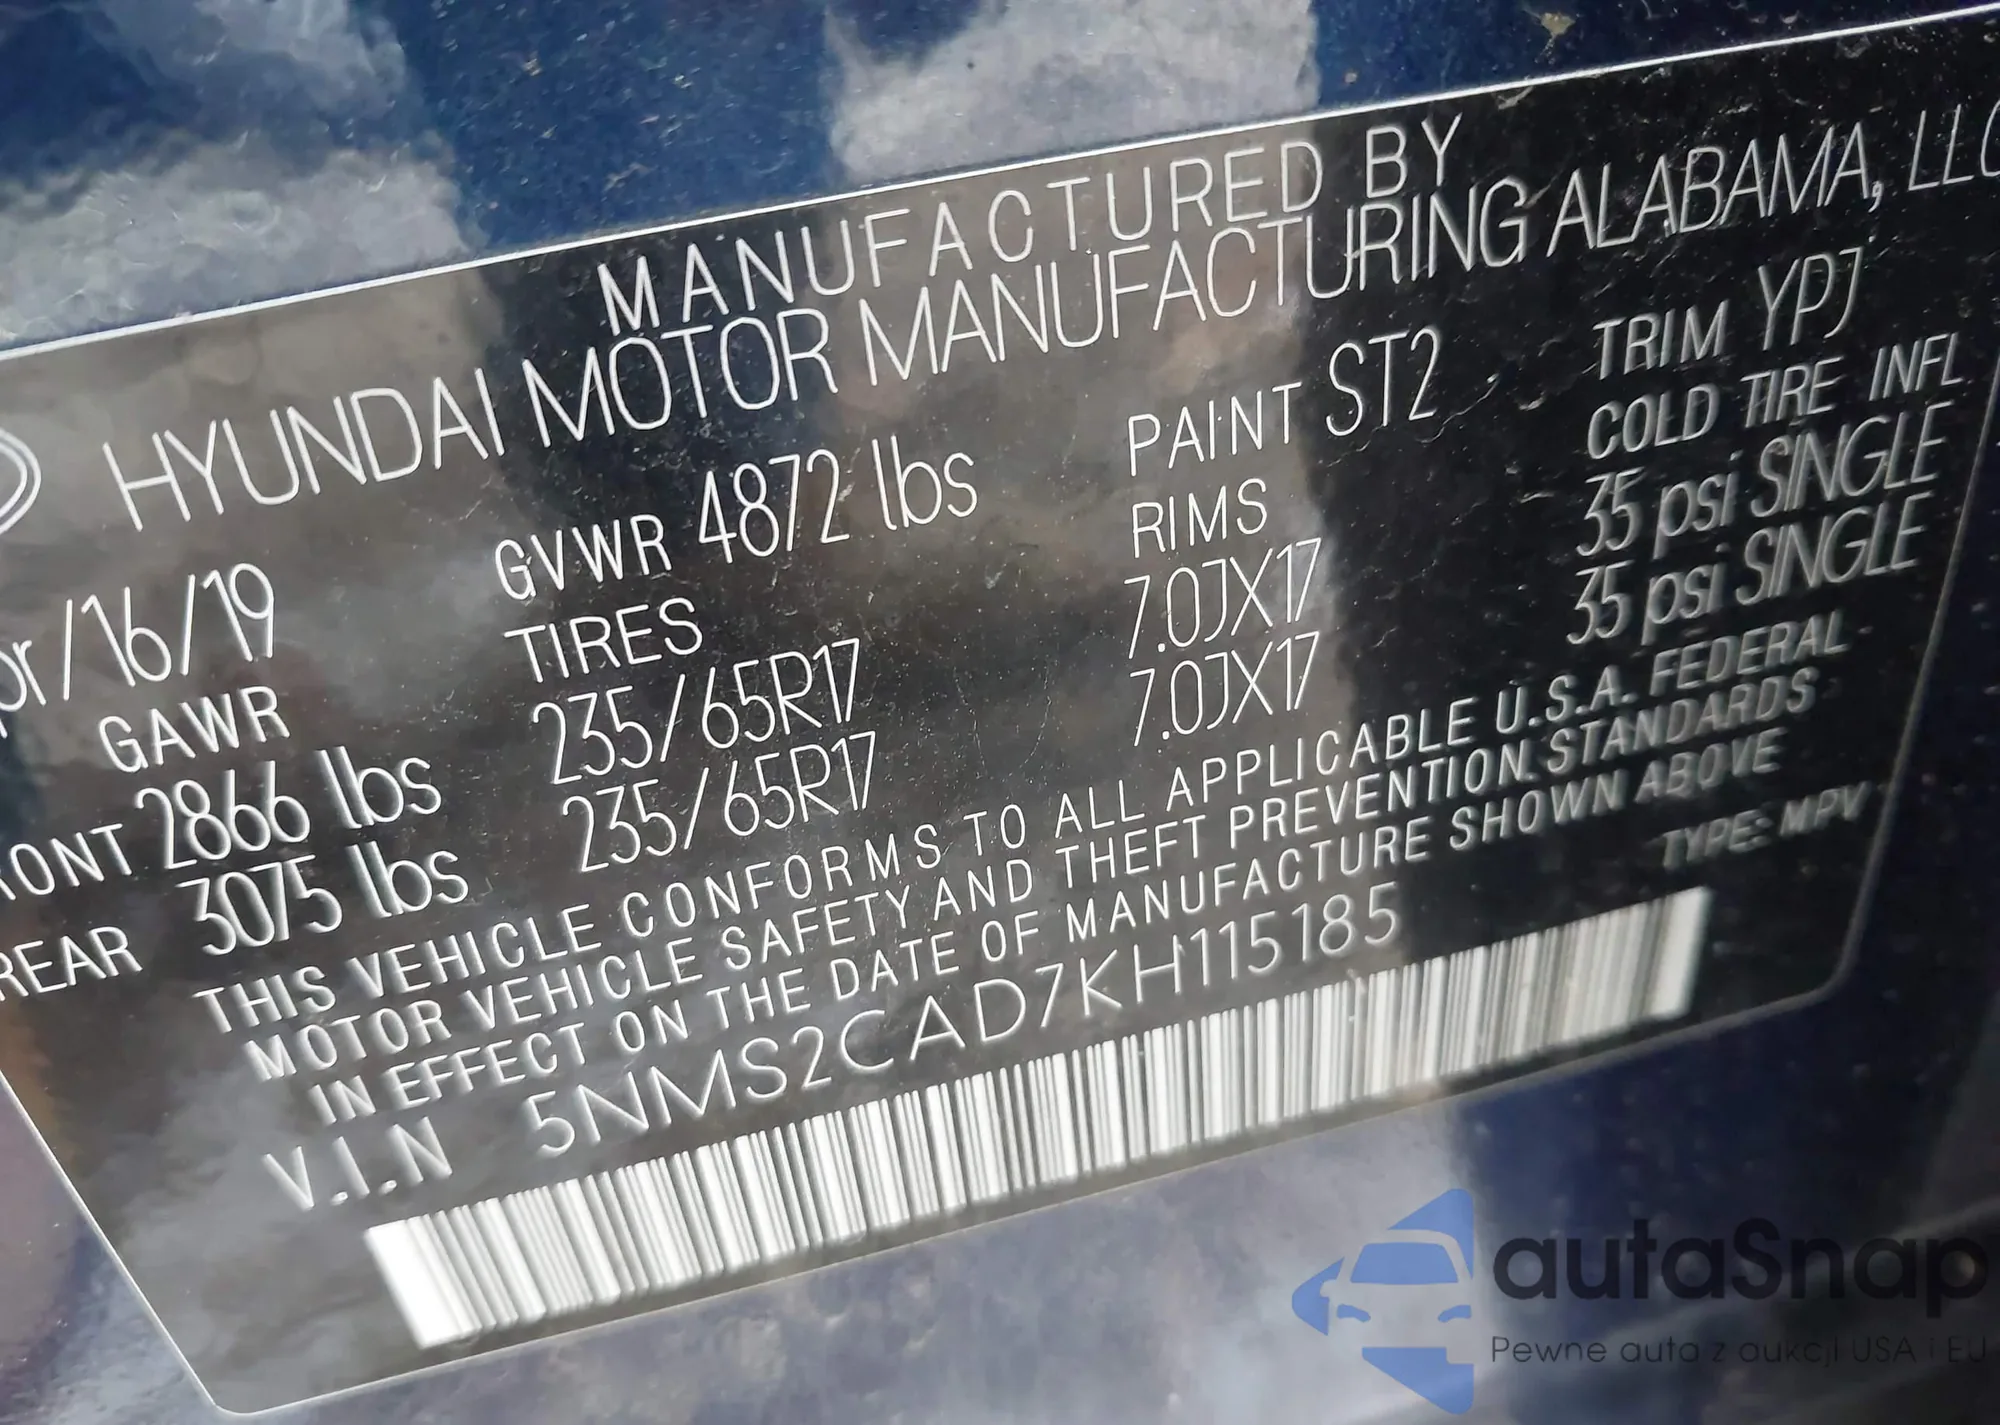 MANUFACTURED BY
HYUNDAI MOTOR MANUFACTURING ALABAMA, LLC
pr/16/19 GVWR 4872 lbs PAINT ST2 TRIM YPJ
GAWR TIRES RIMS COLD TIRE INFL
RONT 2866 lbs 235/65R17 7.0JX17 35 psi SINGLE
REAR 3075 lbs 235/65R17 7.0JX17 35 psi SINGLE
THIS VEHICLE CONFORMS TO ALL APPLICABLE U.S.A. FEDERAL
MOTOR VEHICLE SAFETY AND THEFT PREVENTION STANDARDS
IN EFFECT ON THE DATE OF MANUFACTURE SHOWN ABOVE
V.I.N 5NMS2CAD7KH115185 TYPE: MPV
autaSnap
Pewne auta z aukcji USA i EU